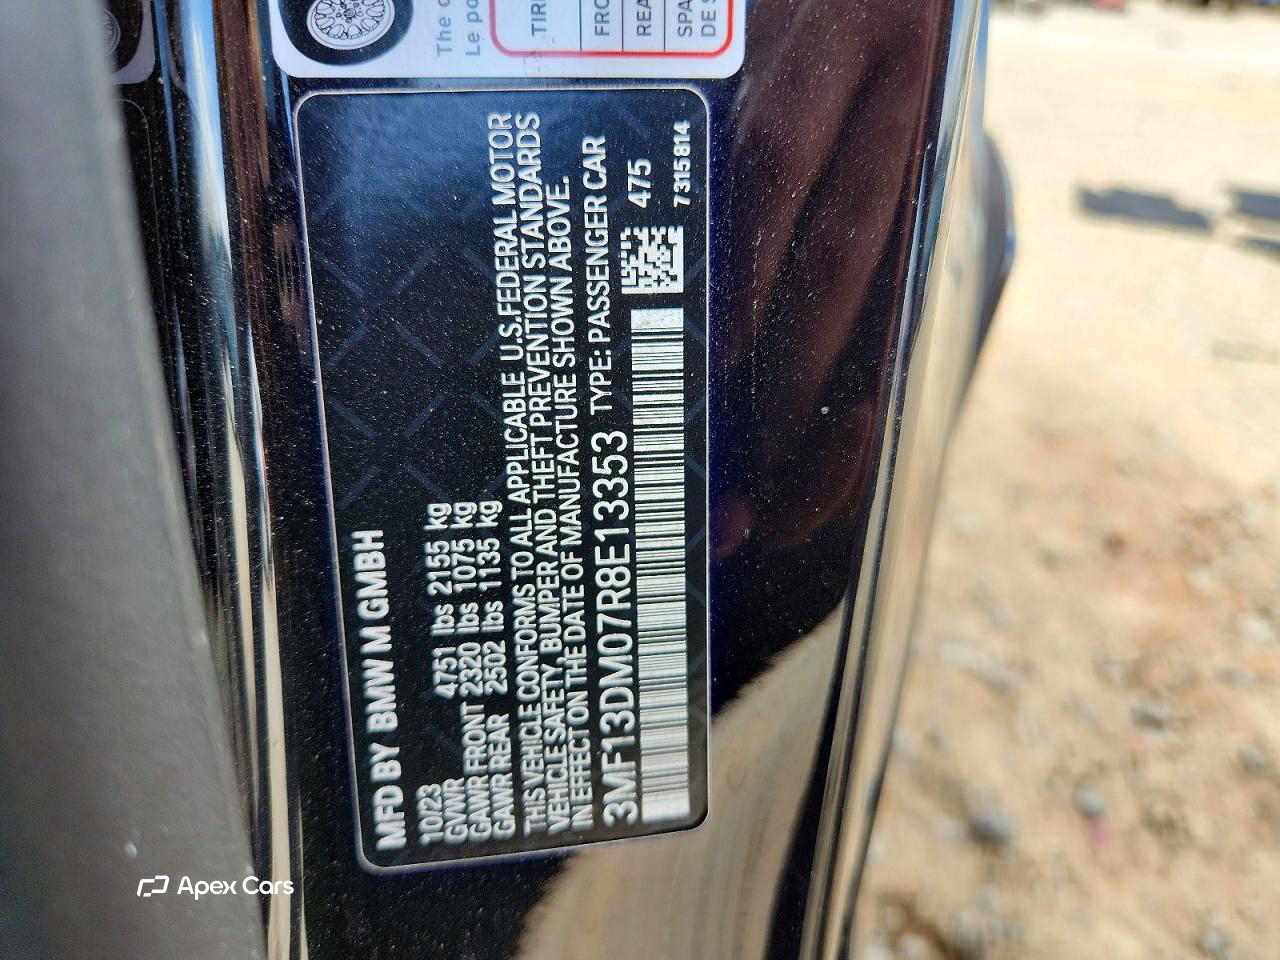 The
Le po
TIR
FRO
REA
SPA
DE S
MFD BY BMW M GMBH
10/23
GVWR 4751 lbs 2155 kg
GAWR FRONT 2320 lbs 1075 kg
GAWR REAR 2502 lbs 1135 kg
THIS VEHICLE CONFORMS TO ALL APPLICABLE U.S.FEDERAL MOTOR
VEHICLE SAFETY, BUMPER AND THEFT PREVENTION STANDARDS
IN EFFECT ON THE DATE OF MANUFACTURE SHOWN ABOVE.
3MF13DM07R8E13353 TYPE: PASSENGER CAR
475
7315814
Apex Cars